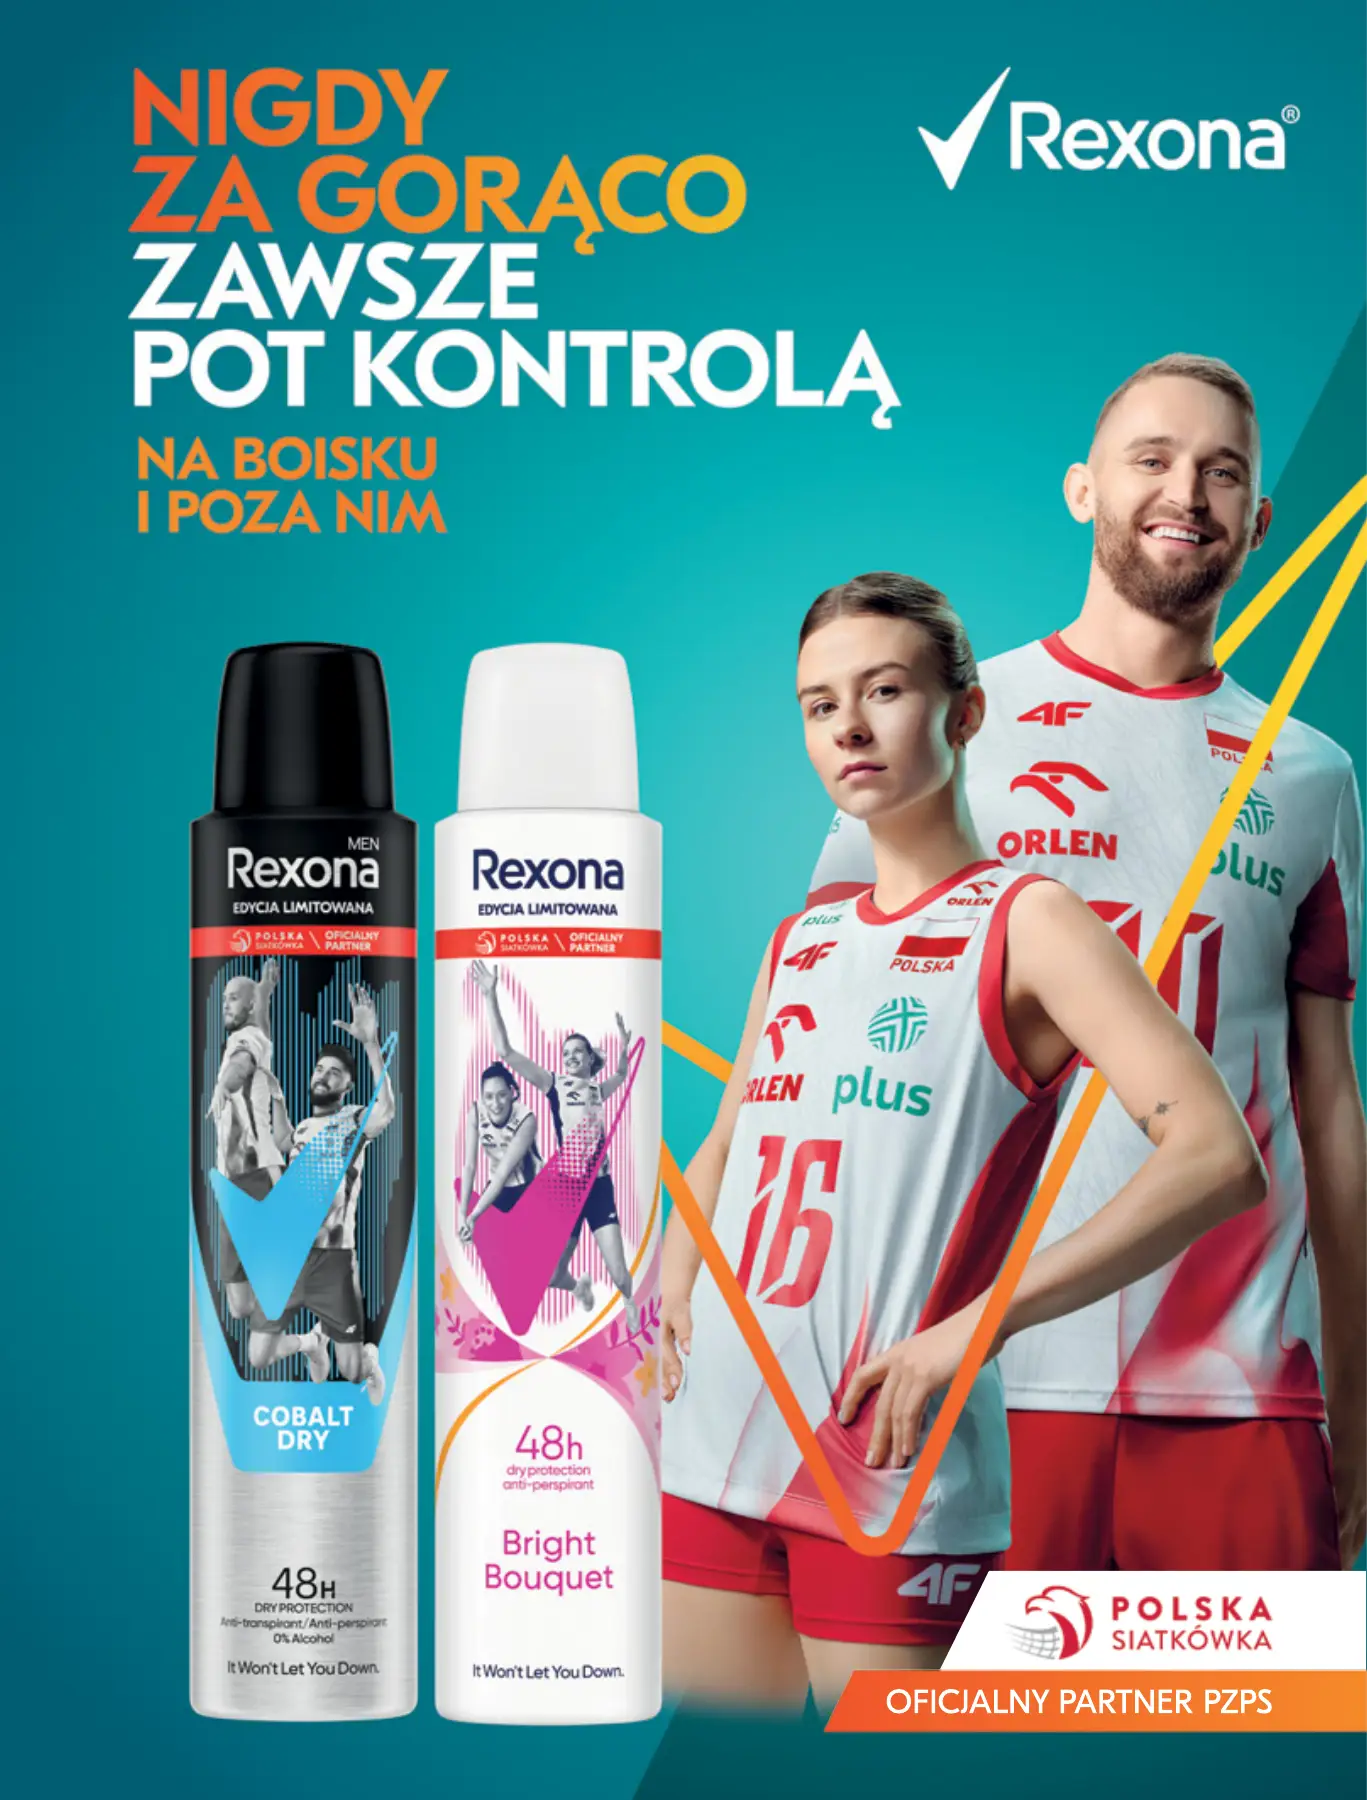 NIGDY
ZA GORĄCO
ZAWSZE
POT KONTROLĄ
NA BOISKU
I POZA NIM
Rexona®
MEN
Rexona
EDYCJA LIMITOWANA
POLSKA SIATKÓWKA \ OFICJALNY PARTNER
COBALT
DRY
48H
DRY PROTECTION
Anti-transpirant/Anti-perspirant
0% Alcohol
It Won't Let You Down.
Rexona
EDYCJA LIMITOWANA
POLSKA SIATKÓWKA \ OFICJALNY PARTNER
48h
dry protection
anti-perspirant
Bright
Bouquet
It Won't Let You Down.
4F
POLSKA
ORLEN
plus
plus
ORLEN
4F
POLSKA
ORLEN
plus
16
4F
POLSKA
SIATKÓWKA
OFICJALNY PARTNER PZPS